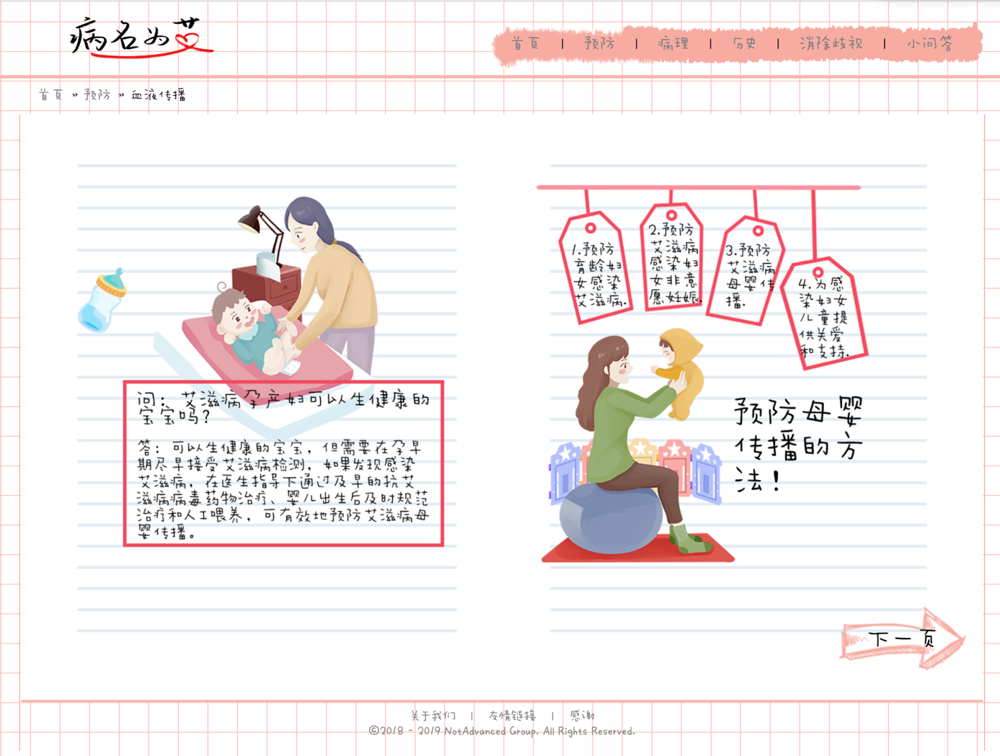 病名为艾
首页 | 预防 | 病理 | 历史 | 消除歧视 | 小问答
首页 » 预防 » 血液传播
问：艾滋病孕产妇可以生健康的
宝宝吗？
答：可以生健康的宝宝，但需要在孕早
期尽早接受艾滋病检测，如果发现感染
艾滋病，在医生指导下通过及早的抗艾
滋病病毒药物治疗、婴儿出生后及时规范
治疗和人工喂养，可有效地预防艾滋病母
婴传播。
1.预防
育龄妇
女感染
艾滋病.
2.预防
艾滋病
感染妇
女非意
愿妊娠.
3.预防
艾滋病
母婴传
播.
4.为感
染妇女
儿童提
供关爱
和支持.
预防母婴
传播的方
法！
下一页
关于我们 | 友情链接 | 感谢
©2018 - 2019 NotAdvanced Group. All Rights Reserved.